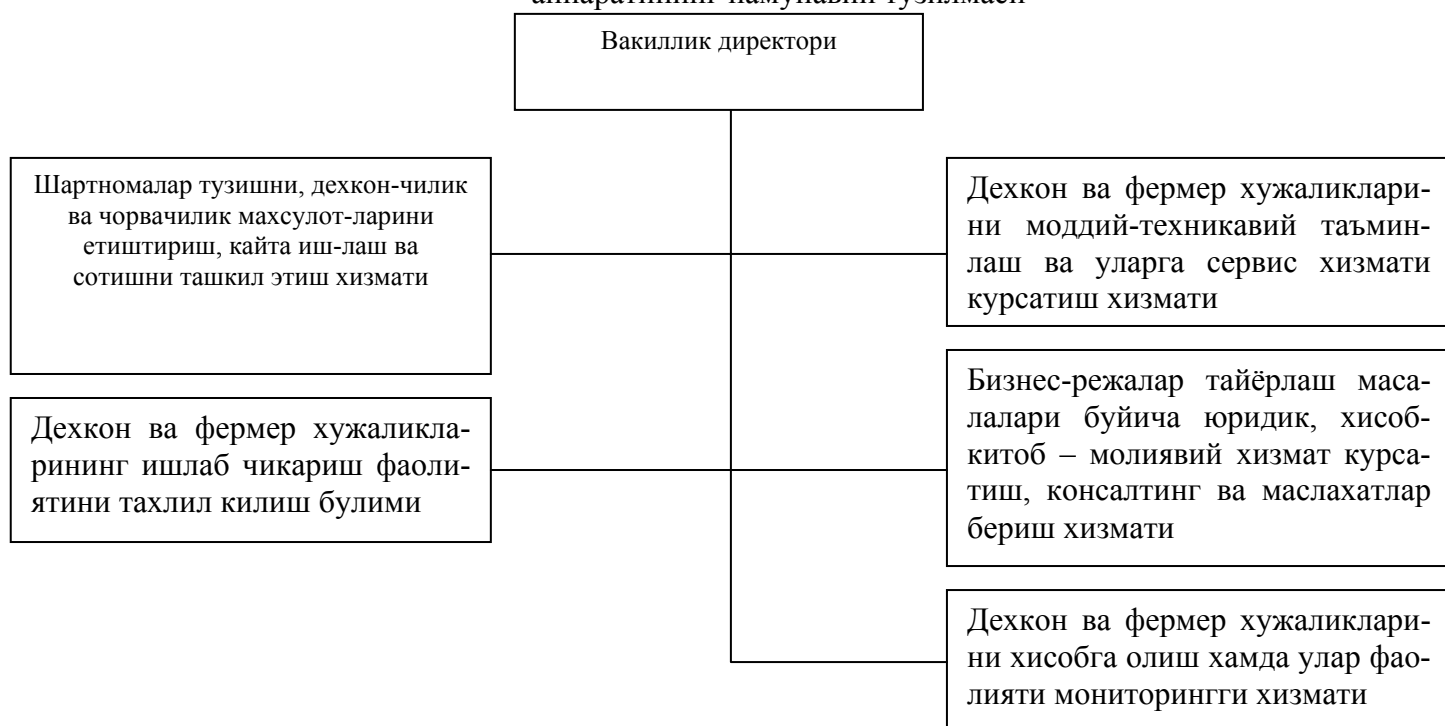 аппаратининг намунавий тузилмаси
Вакиллик директори
Шартномалар тузишни, дехкон-чилик
ва чорвачилик махсулот-ларини
етиштириш, кайта иш-лаш ва
сотишни ташкил этиш хизмати
Дехкон ва фермер хужаликла-
рининг ишлаб чикариш фаоли-
ятини тахлил килиш булими
Дехкон ва фермер хужаликлари-
ни моддий-техникавий таъмин-
лаш ва уларга сервис хизмати
курсатиш хизмати
Бизнес-режалар тайёрлаш маса-
лалари буйича юридик, хисоб-
китоб – молиявий хизмат курса-
тиш, консалтинг ва маслахатлар
бериш хизмати
Дехкон ва фермер хужаликлари-
ни хисобга олиш хамда улар фао-
лияти мониторингги хизмати